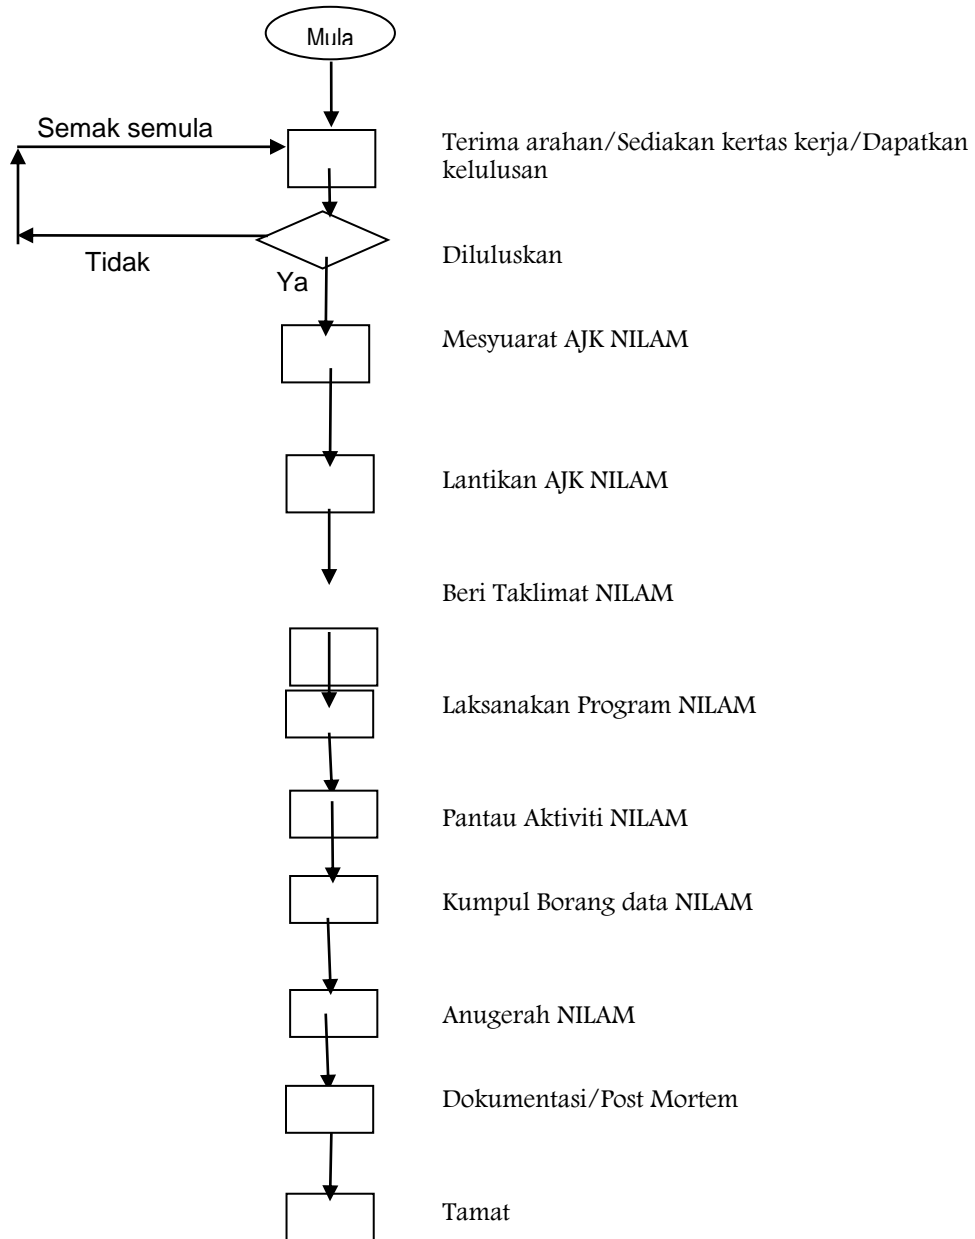 Mula
Semak semula
Terima arahan/Sediakan kertas kerja/Dapatkan
kelulusan
Diluluskan
Tidak
Ya
Mesyuarat AJK NILAM
Lantikan AJK NILAM
Beri Taklimat NILAM
Laksanakan Program NILAM
Pantau Aktiviti NILAM
Kumpul Borang data NILAM
Anugerah NILAM
Dokumentasi/Post Mortem
Tamat